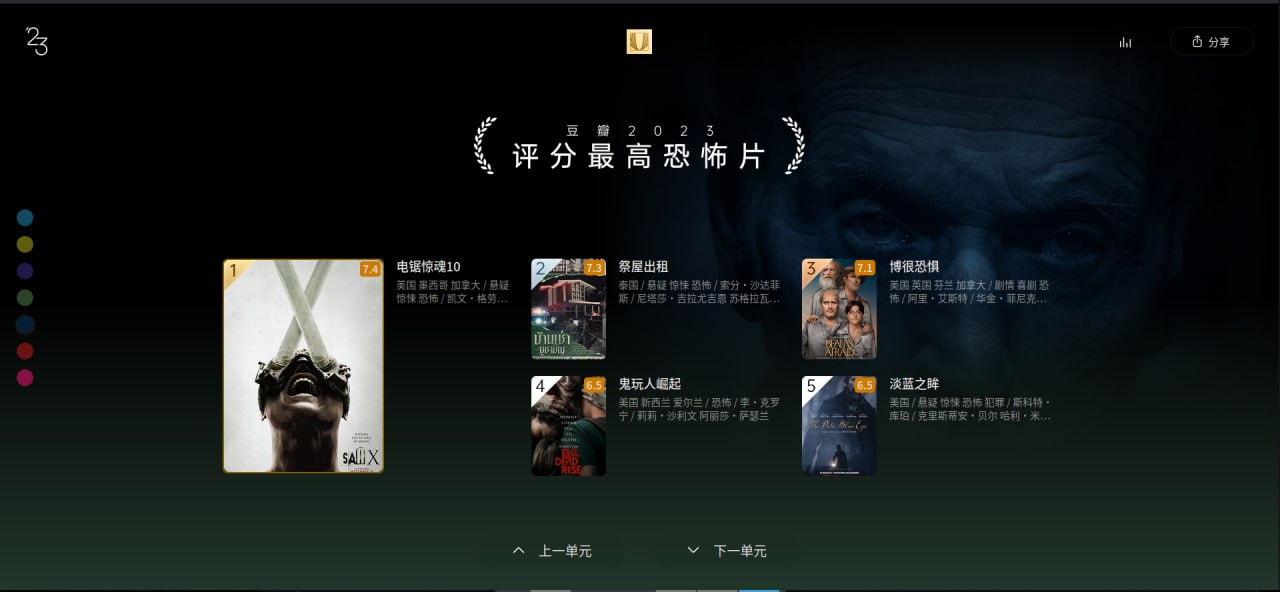 '23
分享
豆瓣2023
评分最高恐怖片
1
7.4
电锯惊魂10
美国 墨西哥 加拿大 / 悬疑
惊悚 恐怖 / 凯文・格劳…
SAW X
2
7.3
祭屋出租
泰国 / 悬疑 惊悚 恐怖 / 索分・沙达菲
斯 / 尼塔莎・吉拉尤吉恩 苏格拉瓦…
3
7.1
博很恐惧
美国 英国 芬兰 加拿大 / 剧情 喜剧 恐
怖 / 阿里・艾斯特 / 华金・菲尼克…
BEAU IS
AFRAID
4
6.5
鬼玩人崛起
美国 新西兰 爱尔兰 / 恐怖 / 李・克罗
宁 / 莉莉・沙利文 阿丽莎・萨瑟兰
MOMMY
LOVES
YOU
TO
DEATH
EVIL
DEAD
RISE
5
6.5
淡蓝之眸
美国 / 悬疑 惊悚 恐怖 犯罪 / 斯科特・
库珀 / 克里斯蒂安・贝尔 哈利・米…
The Pale Blue Eye
上一单元
下一单元